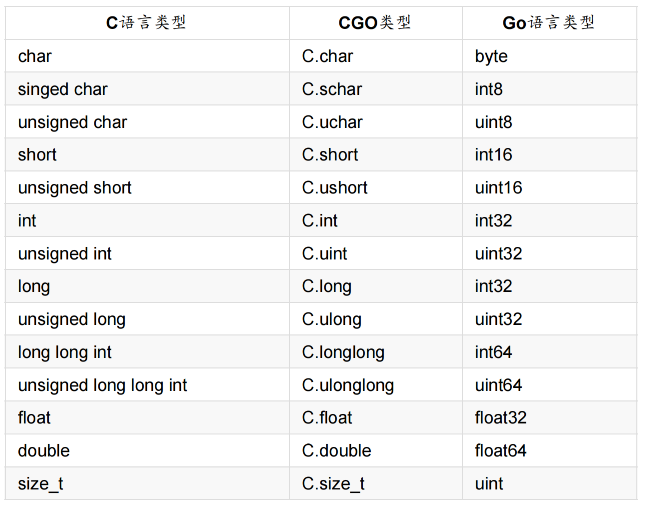 C语言类型 CGO类型 Go语言类型
char C.char byte
singed char C.schar int8
unsigned char C.uchar uint8
short C.short int16
unsigned short C.ushort uint16
int C.int int32
unsigned int C.uint uint32
long C.long int32
unsigned long C.ulong uint32
long long int C.longlong int64
unsigned long long int C.ulonglong uint64
float C.float float32
double C.double float64
size_t C.size_t uint